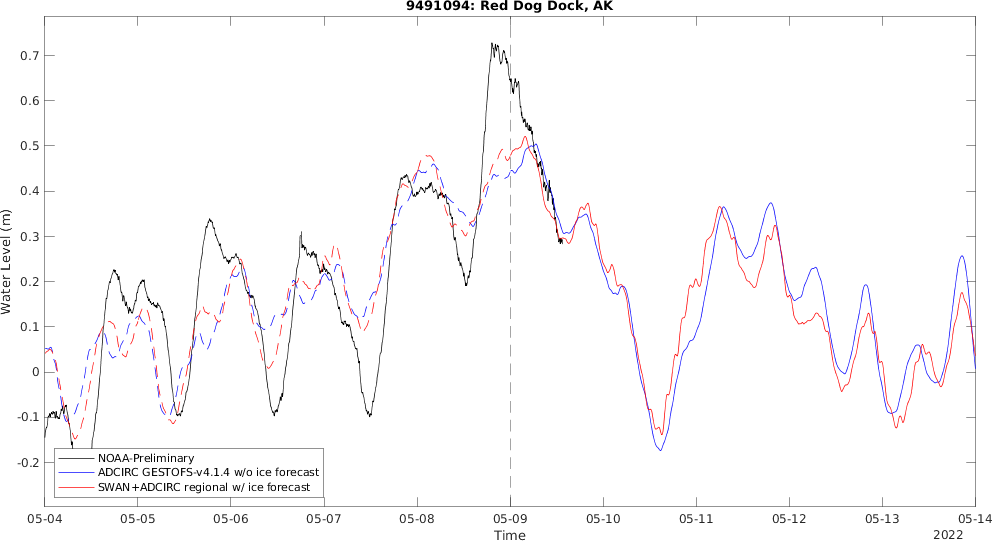 9491094: Red Dog Dock, AK
Water Level (m)
0.7
0.6
0.5
0.4
0.3
0.2
0.1
0
-0.1
-0.2
NOAA-Preliminary
ADCIRC GESTOFS-v4.1.4 w/o ice forecast
SWAN+ADCIRC regional w/ ice forecast
05-04 05-05 05-06 05-07 05-08 05-09 05-10 05-11 05-12 05-13 05-14
Time
2022